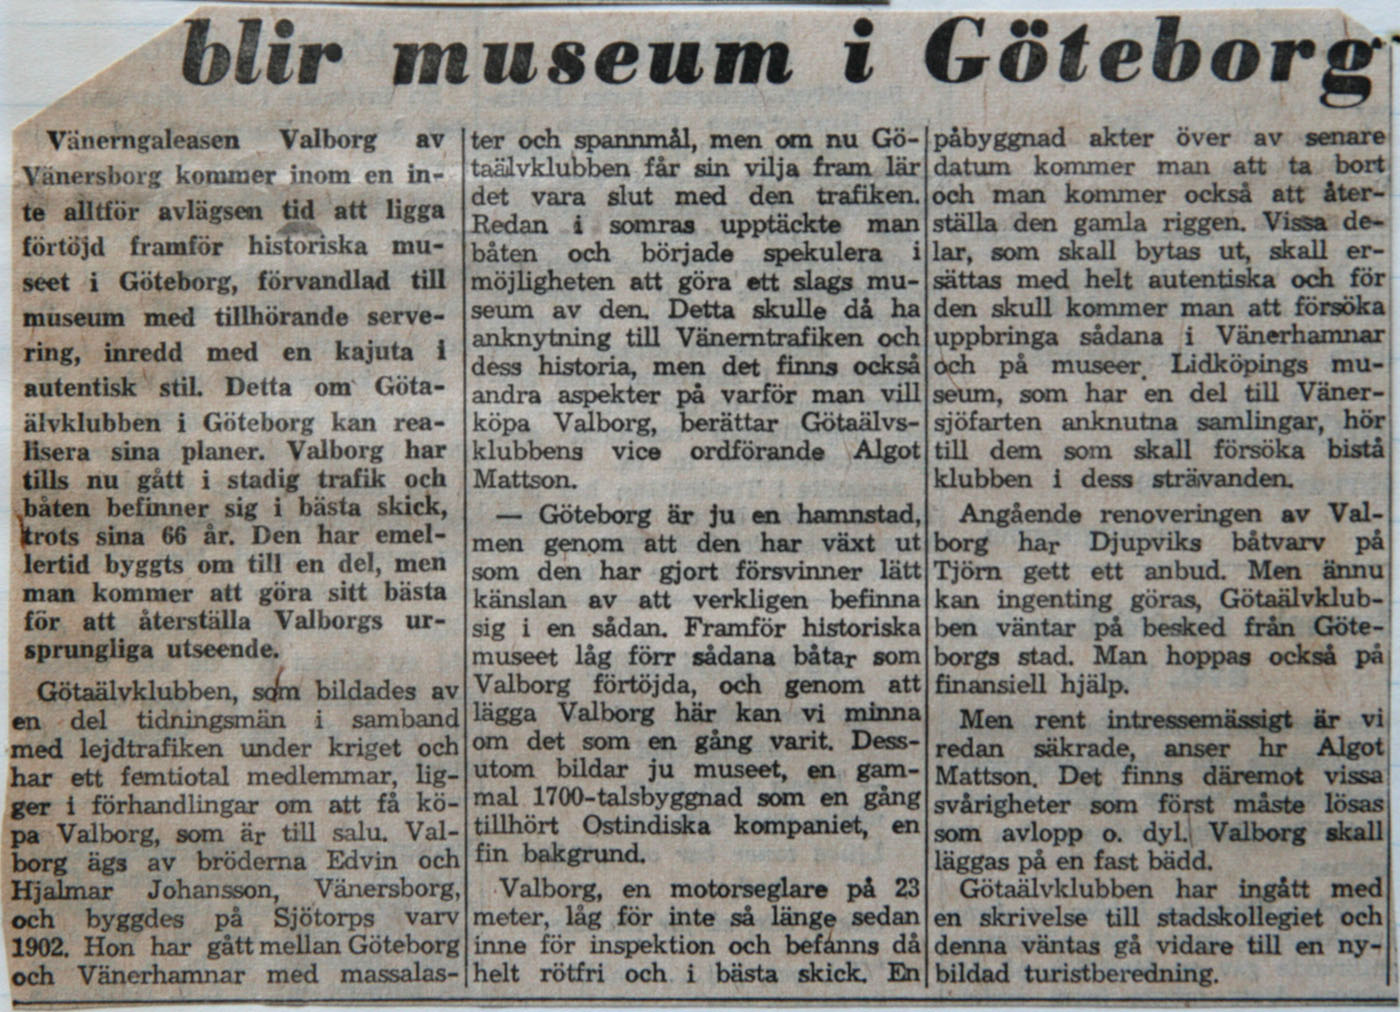 blir museum i Göteborg
Vänerngaleasen Valborg av
Vänersborg kommer inom en in-
te alltför avlägsen tid att ligga
förtöjd framför historiska mu-
seet i Göteborg, förvandlad till
museum med tillhörande serve-
ring, inredd med en kajuta i
autentisk stil. Detta om Göta-
älvklubben i Göteborg kan rea-
lisera sina planer. Valborg har
tills nu gått i stadig trafik och
båten befinner sig i bästa skick,
trots sina 66 år. Den har emel-
lertid byggts om till en del, men
man kommer att göra sitt bästa
för att återställa Valborgs ur-
sprungliga utseende.
Götaälvklubben, som bildades av
en del tidningsmän i samband
med lejdtrafiken under kriget och
har ett femtiotal medlemmar, lig-
ger i förhandlingar om att få kö-
pa Valborg, som är till salu. Val-
borg ägs av bröderna Edvin och
Hjalmar Johansson, Vänersborg,
och byggdes på Sjötorps varv
1902. Hon har gått mellan Göteborg
och Vänerhamnar med massalas-
ter och spannmål, men om nu Gö-
taälvklubben får sin vilja fram lär
det vara slut med den trafiken.
Redan i somras upptäckte man
båten och började spekulera i
möjligheten att göra ett slags mu-
seum av den. Detta skulle då ha
anknytning till Vänerntrafiken och
dess historia, men det finns också
andra aspekter på varför man vill
köpa Valborg, berättar Götaälvs-
klubbens vice ordförande Algot
Mattson.
— Göteborg är ju en hamnstad,
men genom att den har växt ut
som den har gjort försvinner lätt
känslan av att verkligen befinna
sig i en sådan. Framför historiska
museet låg förr sådana båtar som
Valborg förtöjda, och genom att
lägga Valborg här kan vi minna
om det som en gång varit. Dess-
utom bildar ju museet, en gam-
mal 1700-talsbyggnad som en gång
tillhört Ostindiska kompaniet, en
fin bakgrund.
Valborg, en motorseglare på 23
meter, låg för inte så länge sedan
inne för inspektion och befanns då
helt rötfri och i bästa skick. En
påbyggnad akter över av senare
datum kommer man att ta bort
och man kommer också att åter-
ställa den gamla riggen. Vissa de-
lar, som skall bytas ut, skall er-
sättas med helt autentiska och för
den skull kommer man att försöka
uppbringa sådana i Vänerhamnar
och på museer. Lidköpings mu-
seum, som har en del till Väner-
sjöfarten anknutna samlingar, hör
till dem som skall försöka bistå
klubben i dess strävanden.
Angående renoveringen av Val-
borg har Djupviks båtvarv på
Tjörn gett ett anbud. Men ännu
kan ingenting göras, Götaälvklub-
ben väntar på besked från Göte-
borgs stad. Man hoppas också på
finansiell hjälp.
Men rent intressemässigt är vi
redan säkrade, anser hr Algot
Mattson. Det finns däremot vissa
svårigheter som först måste lösas
som avlopp o. dyl. Valborg skall
läggas på en fast bädd.
Götaälvklubben har ingått med
en skrivelse till stadskollegiet och
denna väntas gå vidare till en ny-
bildad turistberedning.